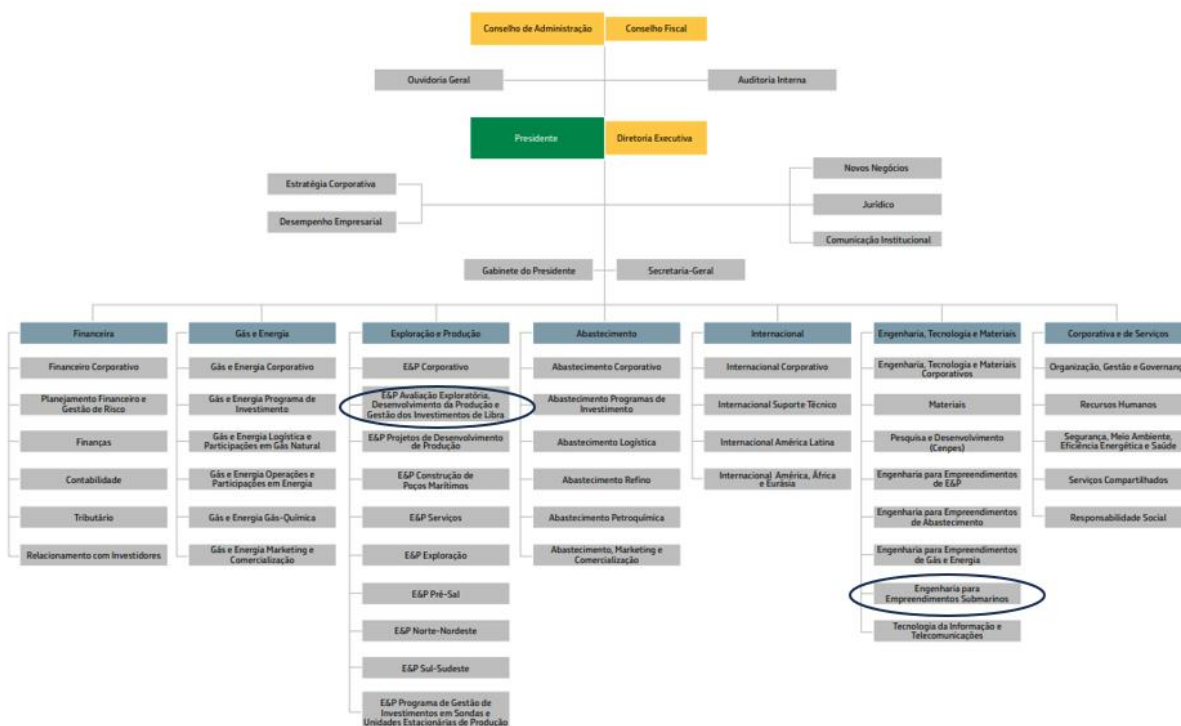 Conselho de Administração
Conselho Fiscal
Ouvidoria Geral
Auditoria Interna
Presidente
Diretoria Executiva
Estratégia Corporativa
Desempenho Empresarial
Novos Negócios
Jurídico
Comunicação Institucional
Gabinete do Presidente
Secretaria-Geral
Financeira
Financeiro Corporativo
Planejamento Financeiro e
Gestão de Risco
Finanças
Contabilidade
Tributário
Relacionamento com Investidores
Gás e Energia
Gás e Energia Corporativo
Gás e Energia Programa de
Investimento
Gás e Energia Logística e
Participações em Gás Natural
Gás e Energia Operações e
Participações em Energia
Gás e Energia Gás-Química
Gás e Energia Marketing e
Comercialização
Exploração e Produção
E&P Corporativo
E&P Avaliação Exploratória,
Desenvolvimento da Produção e
Gestão dos Investimentos de Libra
E&P Projetos de Desenvolvimento
de Produção
E&P Construção de
Poços Marítimos
E&P Serviços
E&P Exploração
E&P Pré-Sal
E&P Norte-Nordeste
E&P Sul-Sudeste
E&P Programa de Gestão de
Investimentos em Sondas e
Unidades Estacionárias de Produção
Abastecimento
Abastecimento Corporativo
Abastecimento Programas de
Investimento
Abastecimento Logística
Abastecimento Refino
Abastecimento Petroquímica
Abastecimento, Marketing e
Comercialização
Internacional
Internacional Corporativo
Internacional Suporte Técnico
Internacional América Latina
Internacional América, África
e Eurásia
Engenharia, Tecnologia e Materiais
Engenharia, Tecnologia e Materiais
Corporativos
Materiais
Pesquisa e Desenvolvimento
(Cenpes)
Engenharia para Empreendimentos
de E&P
Engenharia para Empreendimentos
de Abastecimento
Engenharia para Empreendimentos
de Gás e Energia
Engenharia para
Empreendimentos Submarinos
Tecnologia da Informação e
Telecomunicações
Corporativa e de Serviços
Organização, Gestão e Governanç
Recursos Humanos
Segurança, Meio Ambiente,
Eficiência Energética e Saúde
Serviços Compartilhados
Responsabilidade Social